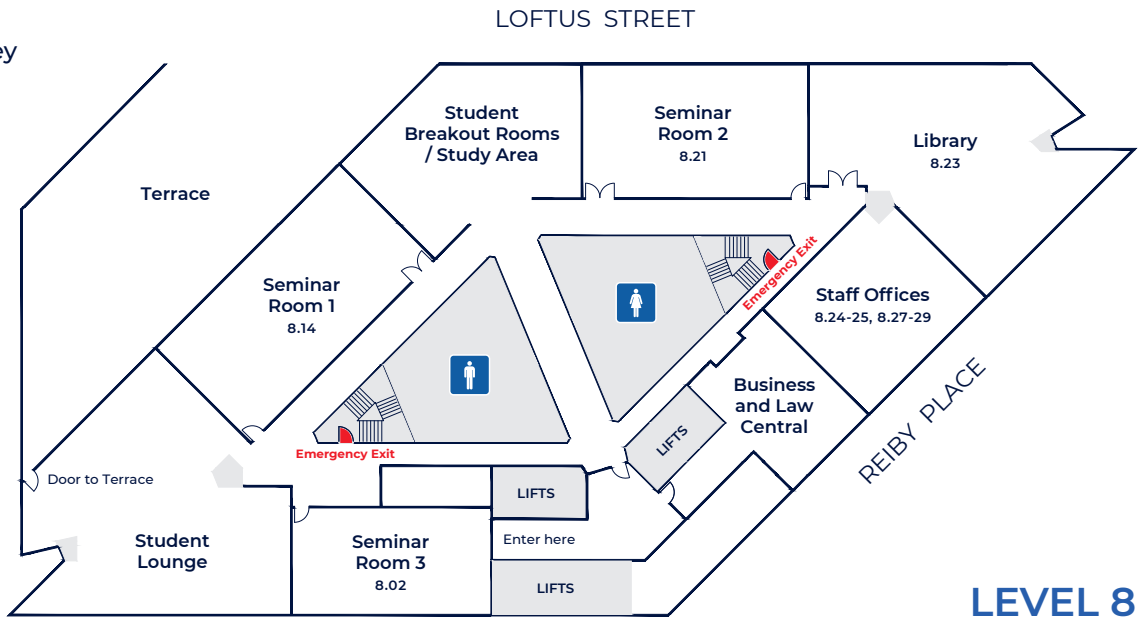 LOFTUS STREET
Student
Breakout Rooms
/ Study Area
Seminar
Room 2
8.21
Library
8.23
Terrace
Emergency Exit
Seminar
Room 1
8.14
Staff Offices
8.24-25, 8.27-29
Business
and Law
Central
REIBY PLACE
LIFTS
Emergency Exit
Door to Terrace
LIFTS
Student
Lounge
Seminar
Room 3
8.02
Enter here
LIFTS
LEVEL 8